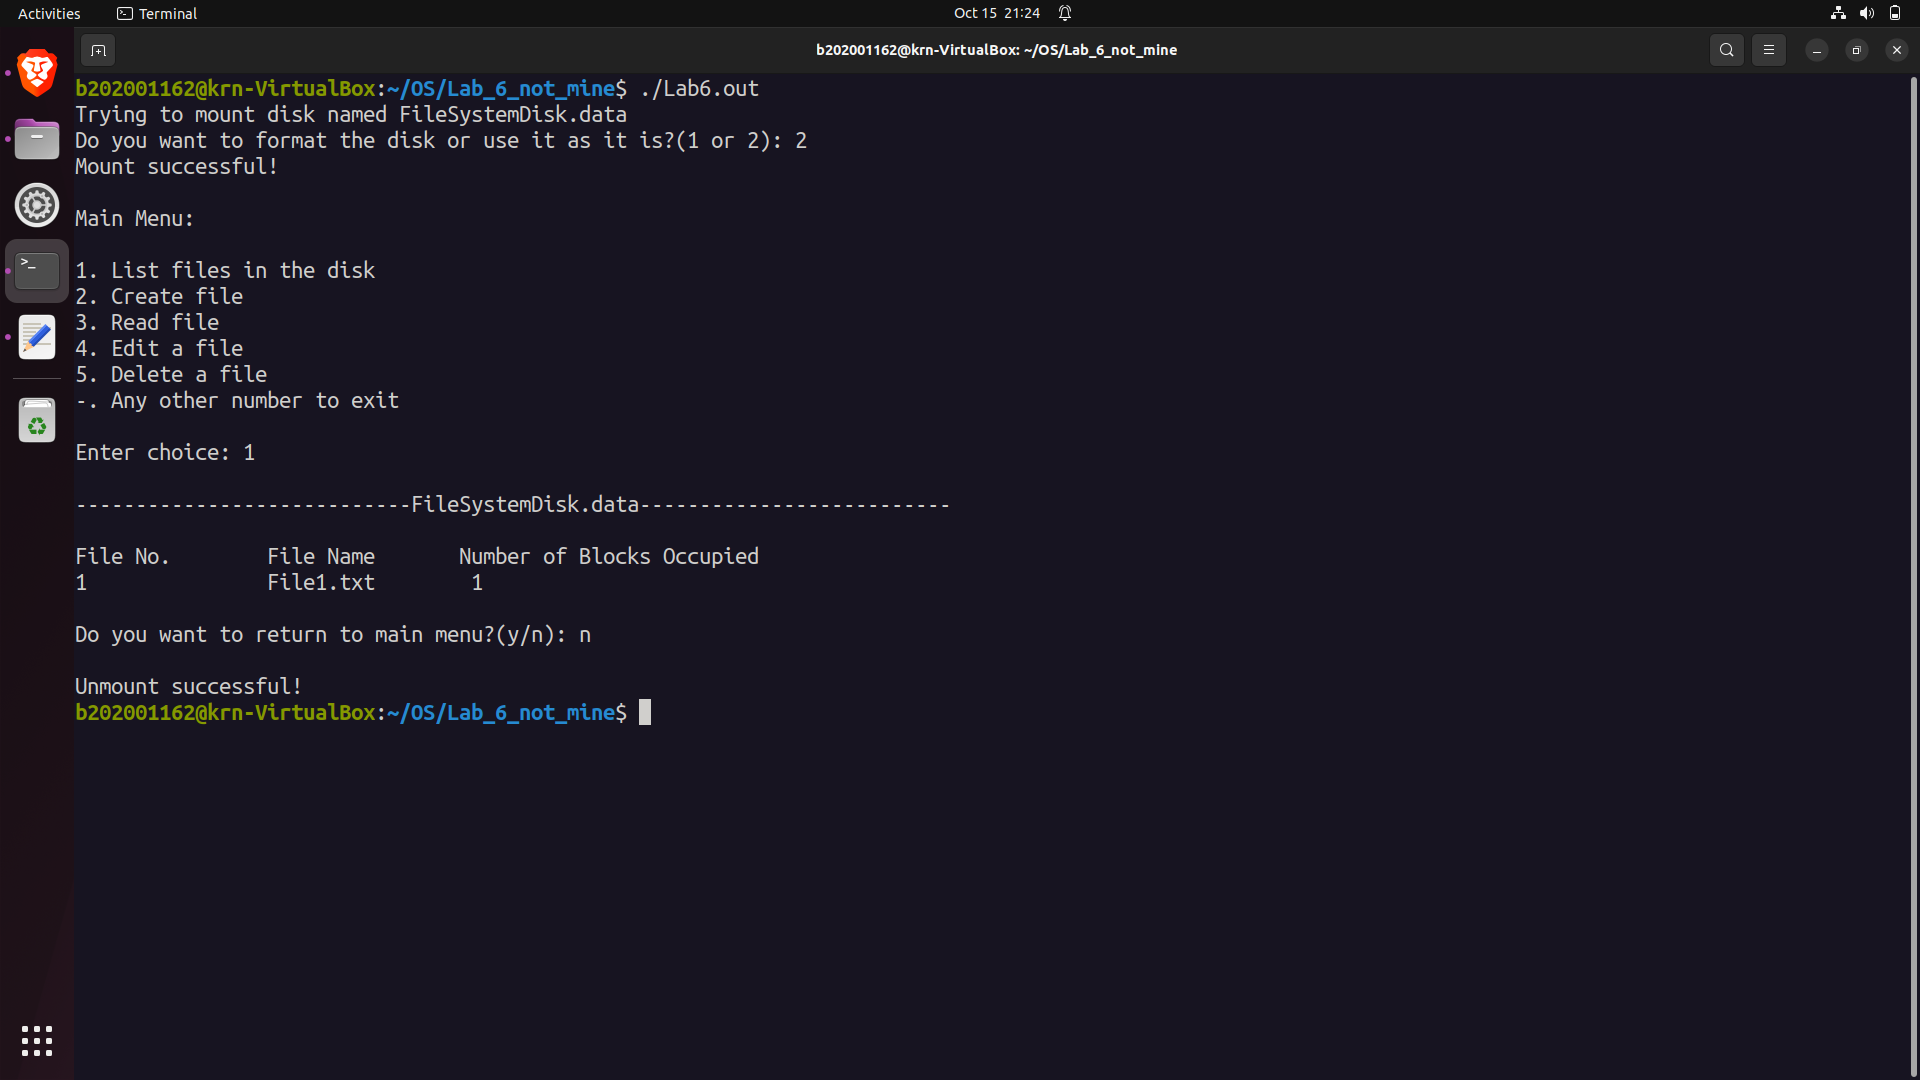 Activities Terminal Oct 15 21:24
b202001162@krn-VirtualBox: ~/OS/Lab_6_not_mine
b202001162@krn-VirtualBox:~/OS/Lab_6_not_mine$ ./Lab6.out
Trying to mount disk named FileSystemDisk.data
Do you want to format the disk or use it as it is?(1 or 2): 2
Mount successful!
Main Menu:
1. List files in the disk
2. Create file
3. Read file
4. Edit a file
5. Delete a file
-. Any other number to exit
Enter choice: 1
----------------------------FileSystemDisk.data--------------------------
File No. File Name Number of Blocks Occupied
1 File1.txt 1
Do you want to return to main menu?(y/n): n
Unmount successful!
b202001162@krn-VirtualBox:~/OS/Lab_6_not_mine$